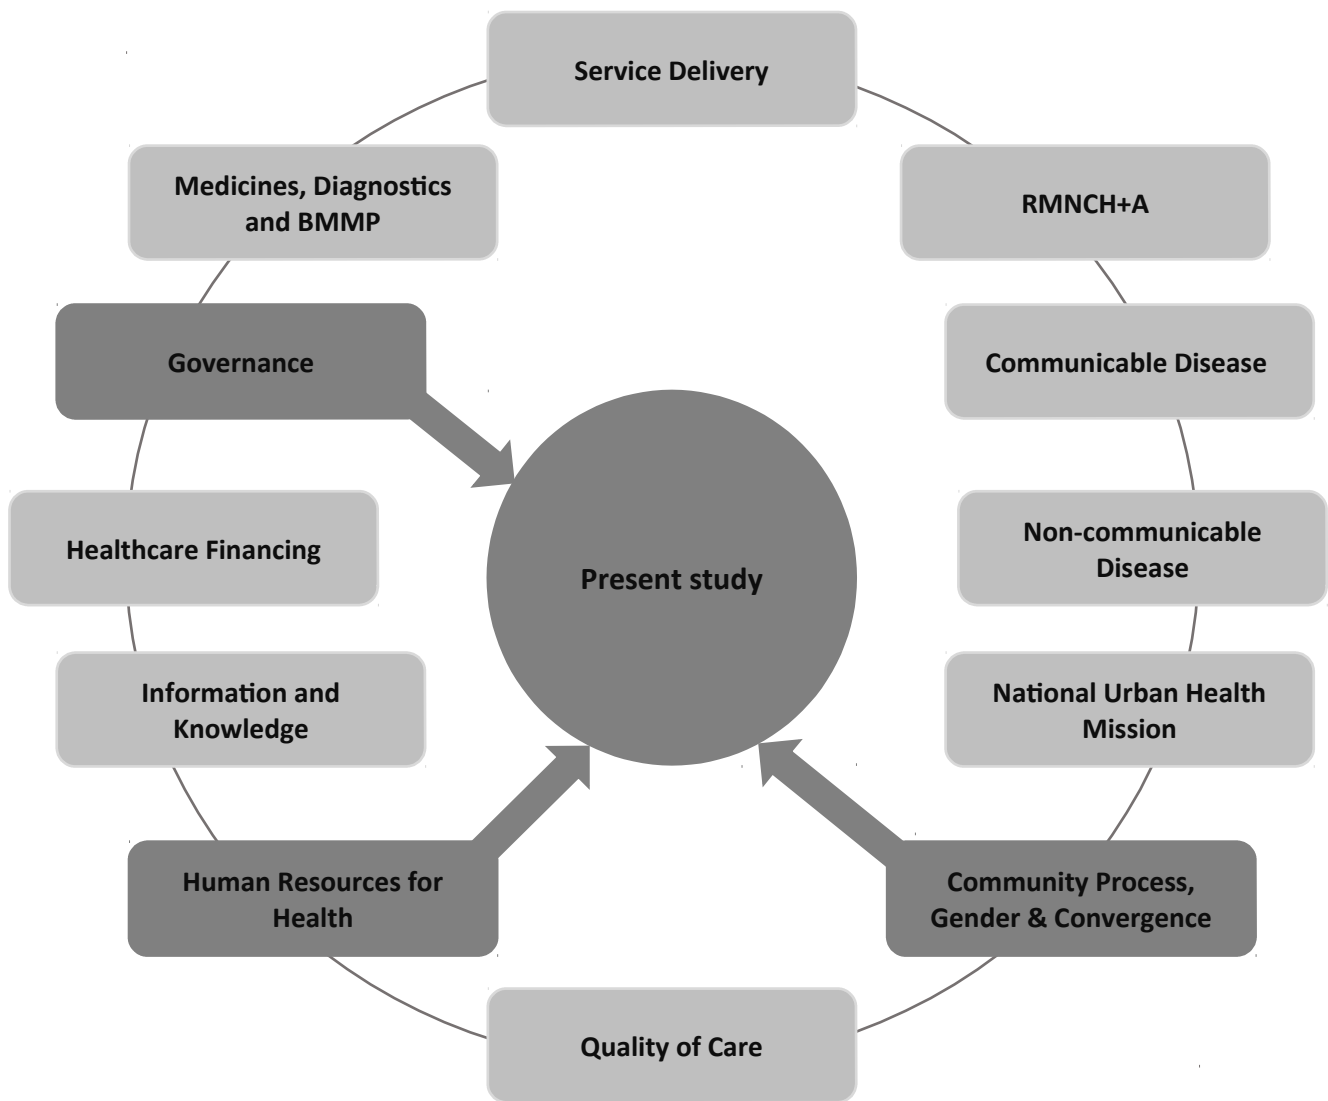 Service Delivery
Medicines, Diagnostics
and BMMP
RMNCH+A
Governance
Communicable Disease
Healthcare Financing
Non-communicable
Disease
Present study
Information and
Knowledge
National Urban Health
Mission
Human Resources for
Health
Community Process,
Gender & Convergence
Quality of Care